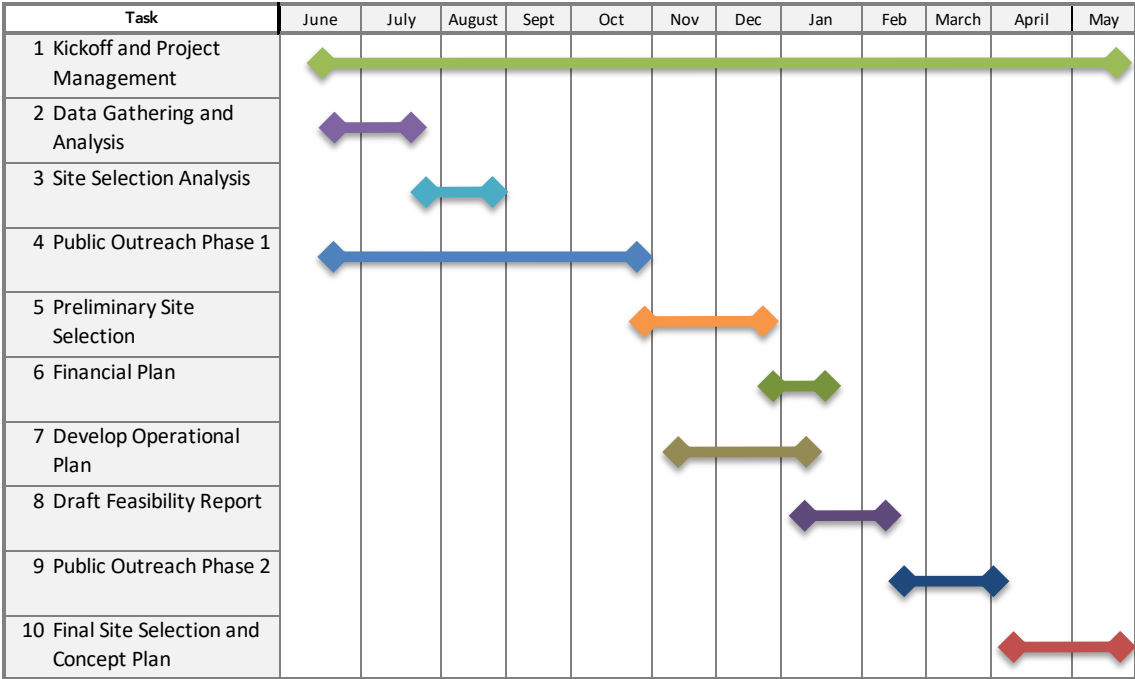 Task June July August Sept Oct Nov Dec Jan Feb March April May
1 Kickoff and Project
Management
2 Data Gathering and
Analysis
3 Site Selection Analysis
4 Public Outreach Phase 1
5 Preliminary Site
Selection
6 Financial Plan
7 Develop Operational
Plan
8 Draft Feasibility Report
9 Public Outreach Phase 2
10 Final Site Selection and
Concept Plan